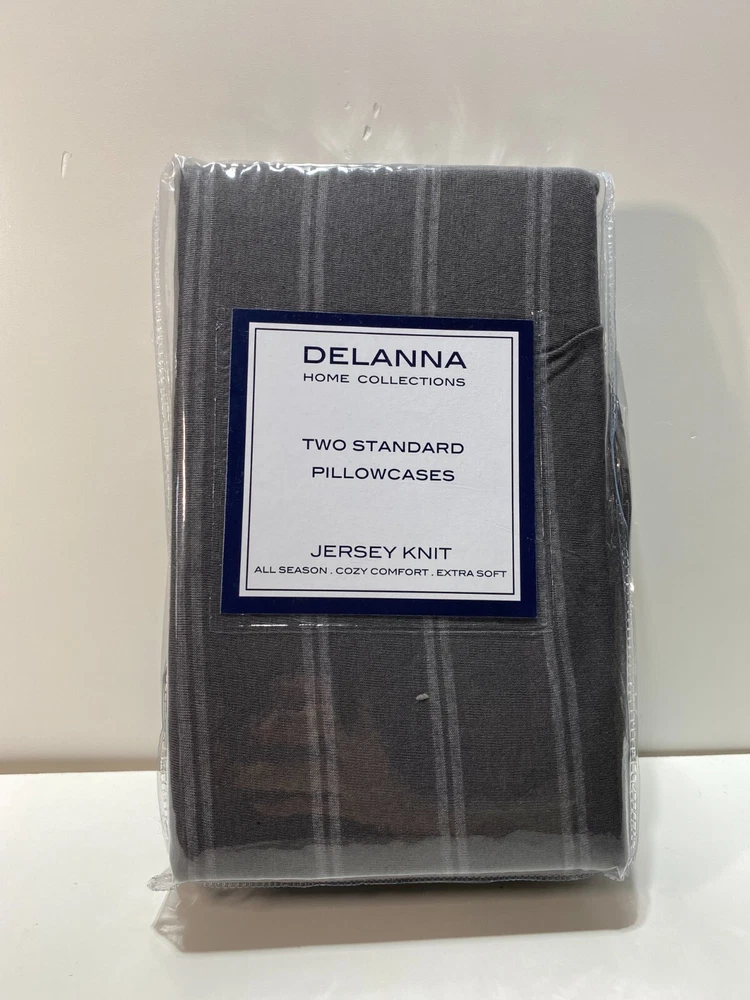 DELANNA
HOME COLLECTIONS
TWO STANDARD
PILLOWCASES
JERSEY KNIT
ALL SEASON . COZY COMFORT . EXTRA SOFT